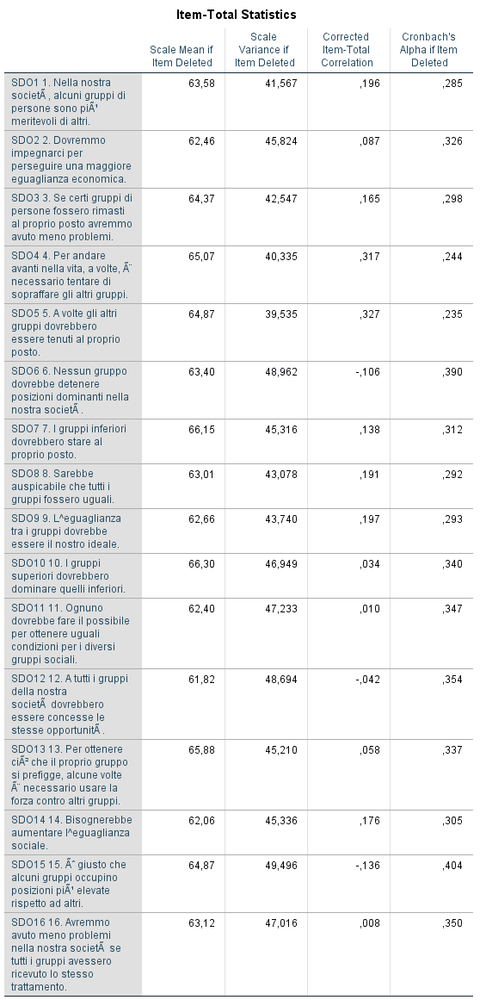 Item-Total Statistics
Scale Mean if Item Deleted	Scale Variance if Item Deleted	Corrected Item-Total Correlation	Cronbach's Alpha if Item Deleted
SDO1 1. Nella nostra
societÃ , alcuni gruppi di
persone sono piÃ¹
meritevoli di altri.	63,58	41,567	,196	,285
SDO2 2. Dovremmo
impegnarci per
perseguire una maggiore
eguaglianza economica.	62,46	45,824	,087	,326
SDO3 3. Se certi gruppi di
persone fossero rimasti
al proprio posto avremmo
avuto meno problemi.	64,37	42,547	,165	,298
SDO4 4. Per andare
avanti nella vita, a volte, Ã¨
necessario tentare di
sopraffare gli altri gruppi.	65,07	40,335	,317	,244
SDO5 5. A volte gli altri
gruppi dovrebbero
essere tenuti al proprio
posto.	64,87	39,535	,327	,235
SDO6 6. Nessun gruppo
dovrebbe detenere
posizioni dominanti nella
nostra societÃ .	63,40	48,962	-,106	,390
SDO7 7. I gruppi inferiori
dovrebbero stare al
proprio posto.	66,15	45,316	,138	,312
SDO8 8. Sarebbe
auspicabile che tutti i
gruppi fossero uguali.	63,01	43,078	,191	,292
SDO9 9. L^eguaglianza
tra i gruppi dovrebbe
essere il nostro ideale.	62,66	43,740	,197	,293
SDO10 10. I gruppi
superiori dovrebbero
dominare quelli inferiori.	66,30	46,949	,034	,340
SDO11 11. Ognuno
dovrebbe fare il possibile
per ottenere uguali
condizioni per i diversi
gruppi sociali.	62,40	47,233	,010	,347
SDO12 12. A tutti i gruppi
della nostra
societÃ  dovrebbero
essere concesse le
stesse opportunitÃ .	61,82	48,694	-,042	,354
SDO13 13. Per ottenere
ciÃ² che il proprio gruppo
si prefigge, alcune volte
Ã¨ necessario usare la
forza contro altri gruppi.	65,88	45,210	,058	,337
SDO14 14. Bisognerebbe
aumentare l^eguaglianza
sociale.	62,06	45,336	,176	,305
SDO15 15. Ãˆ giusto che
alcuni gruppi occupino
posizioni piÃ¹ elevate
rispetto ad altri.	64,87	49,496	-,136	,404
SDO16 16. Avremmo
avuto meno problemi
nella nostra societÃ  se
tutti i gruppi avessero
ricevuto lo stesso
trattamento.	63,12	47,016	,008	,350